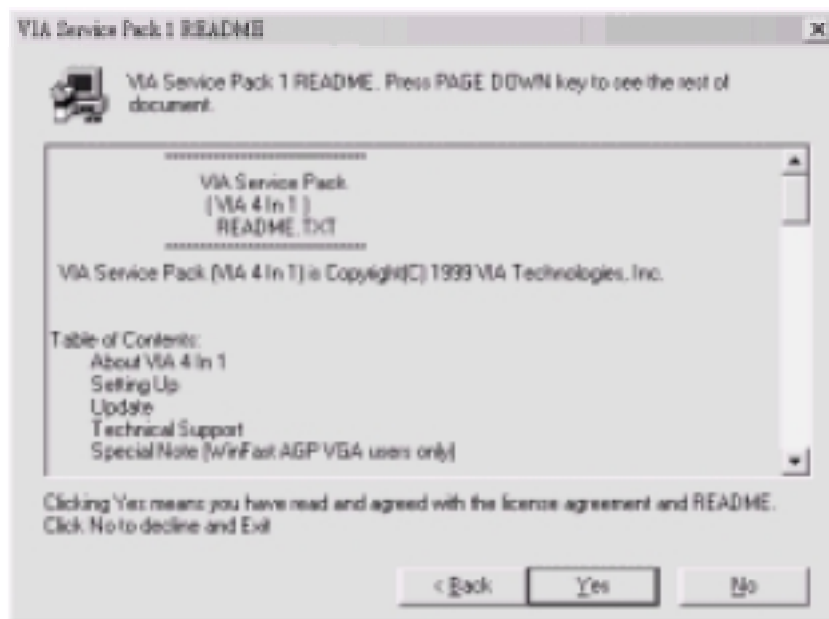 VIA Service Pack 1 README
VIA Service Pack 1 README. Press PAGE DOWN key to see the rest of
document.
====================
VIA Service Pack
( VIA 4 In 1 )
README.TXT
====================
VIA Service Pack (VIA 4 In 1) is Copyright(C) 1999 VIA Technologies, Inc.
Table of Contents:
About VIA 4 In 1
Setting Up
Update
Technical Support
Special Note (WinFast AGP VGA users only)
Clicking Yes means you have read and agreed with the license agreement and README.
Click No to decline and Exit
< Back
Yes
No